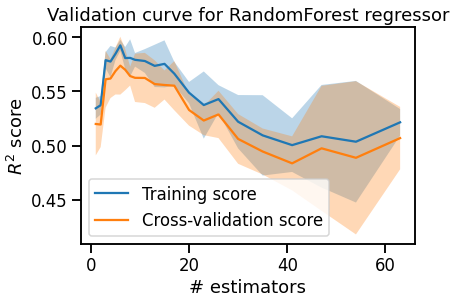 Validation curve for RandomForest regressor
0.60
0.55
0.50
0.45
R² score
Training score
Cross-validation score
0 20 40 60
# estimators